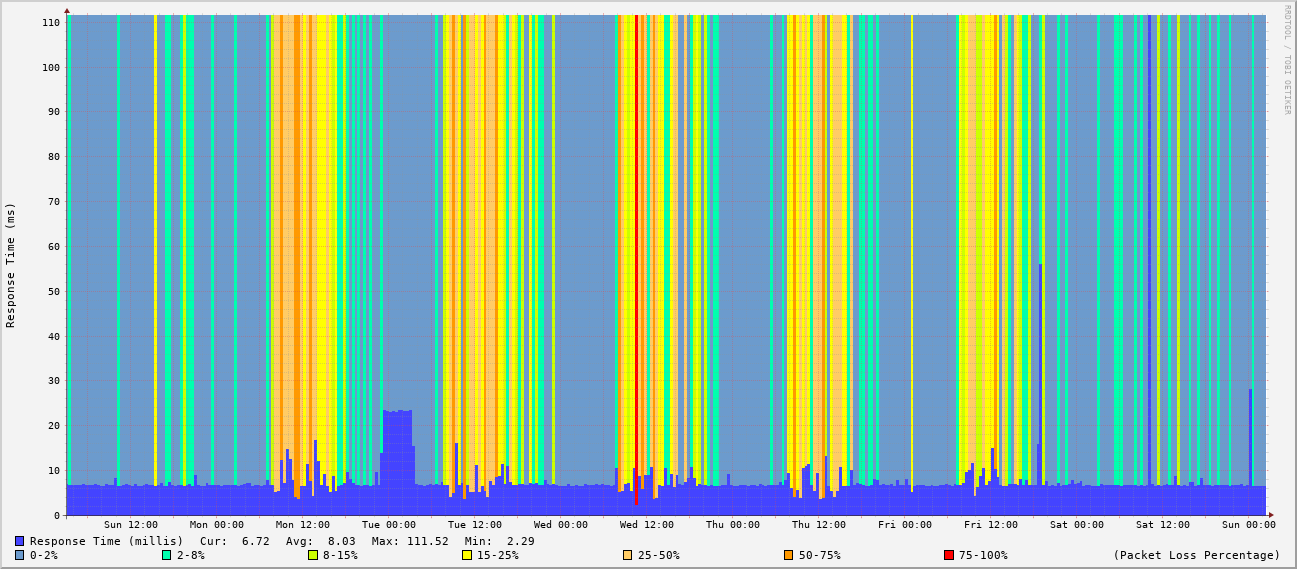 RRDTOOL / TOBI OETIKER
Response Time (ms)
110
100
90
80
70
60
50
40
30
20
10
0
Sun 12:00 Mon 00:00 Mon 12:00 Tue 00:00 Tue 12:00 Wed 00:00 Wed 12:00 Thu 00:00 Thu 12:00 Fri 00:00 Fri 12:00 Sat 00:00 Sat 12:00 Sun 00:00
Response Time (millis) Cur: 6.72 Avg: 8.03 Max: 111.52 Min: 2.29
0-2% 2-8% 8-15% 15-25% 25-50% 50-75% 75-100% (Packet Loss Percentage)